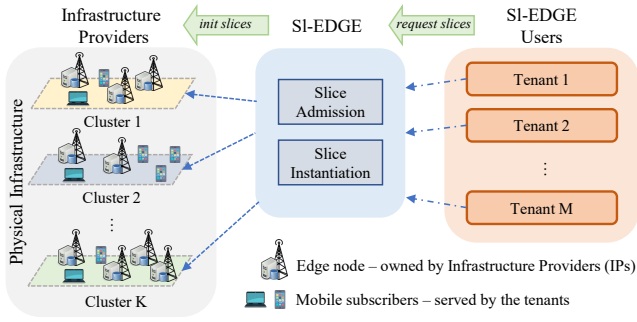 Infrastructure
Providers
init slices
Sl-EDGE
request slices
Sl-EDGE
Users
Physical Infrastructure
Cluster 1
Cluster 2
⋮
Cluster K
Slice
Admission
Slice
Instantiation
Tenant 1
Tenant 2
⋮
Tenant M
Edge node – owned by Infrastructure Providers (IPs)
Mobile subscribers – served by the tenants